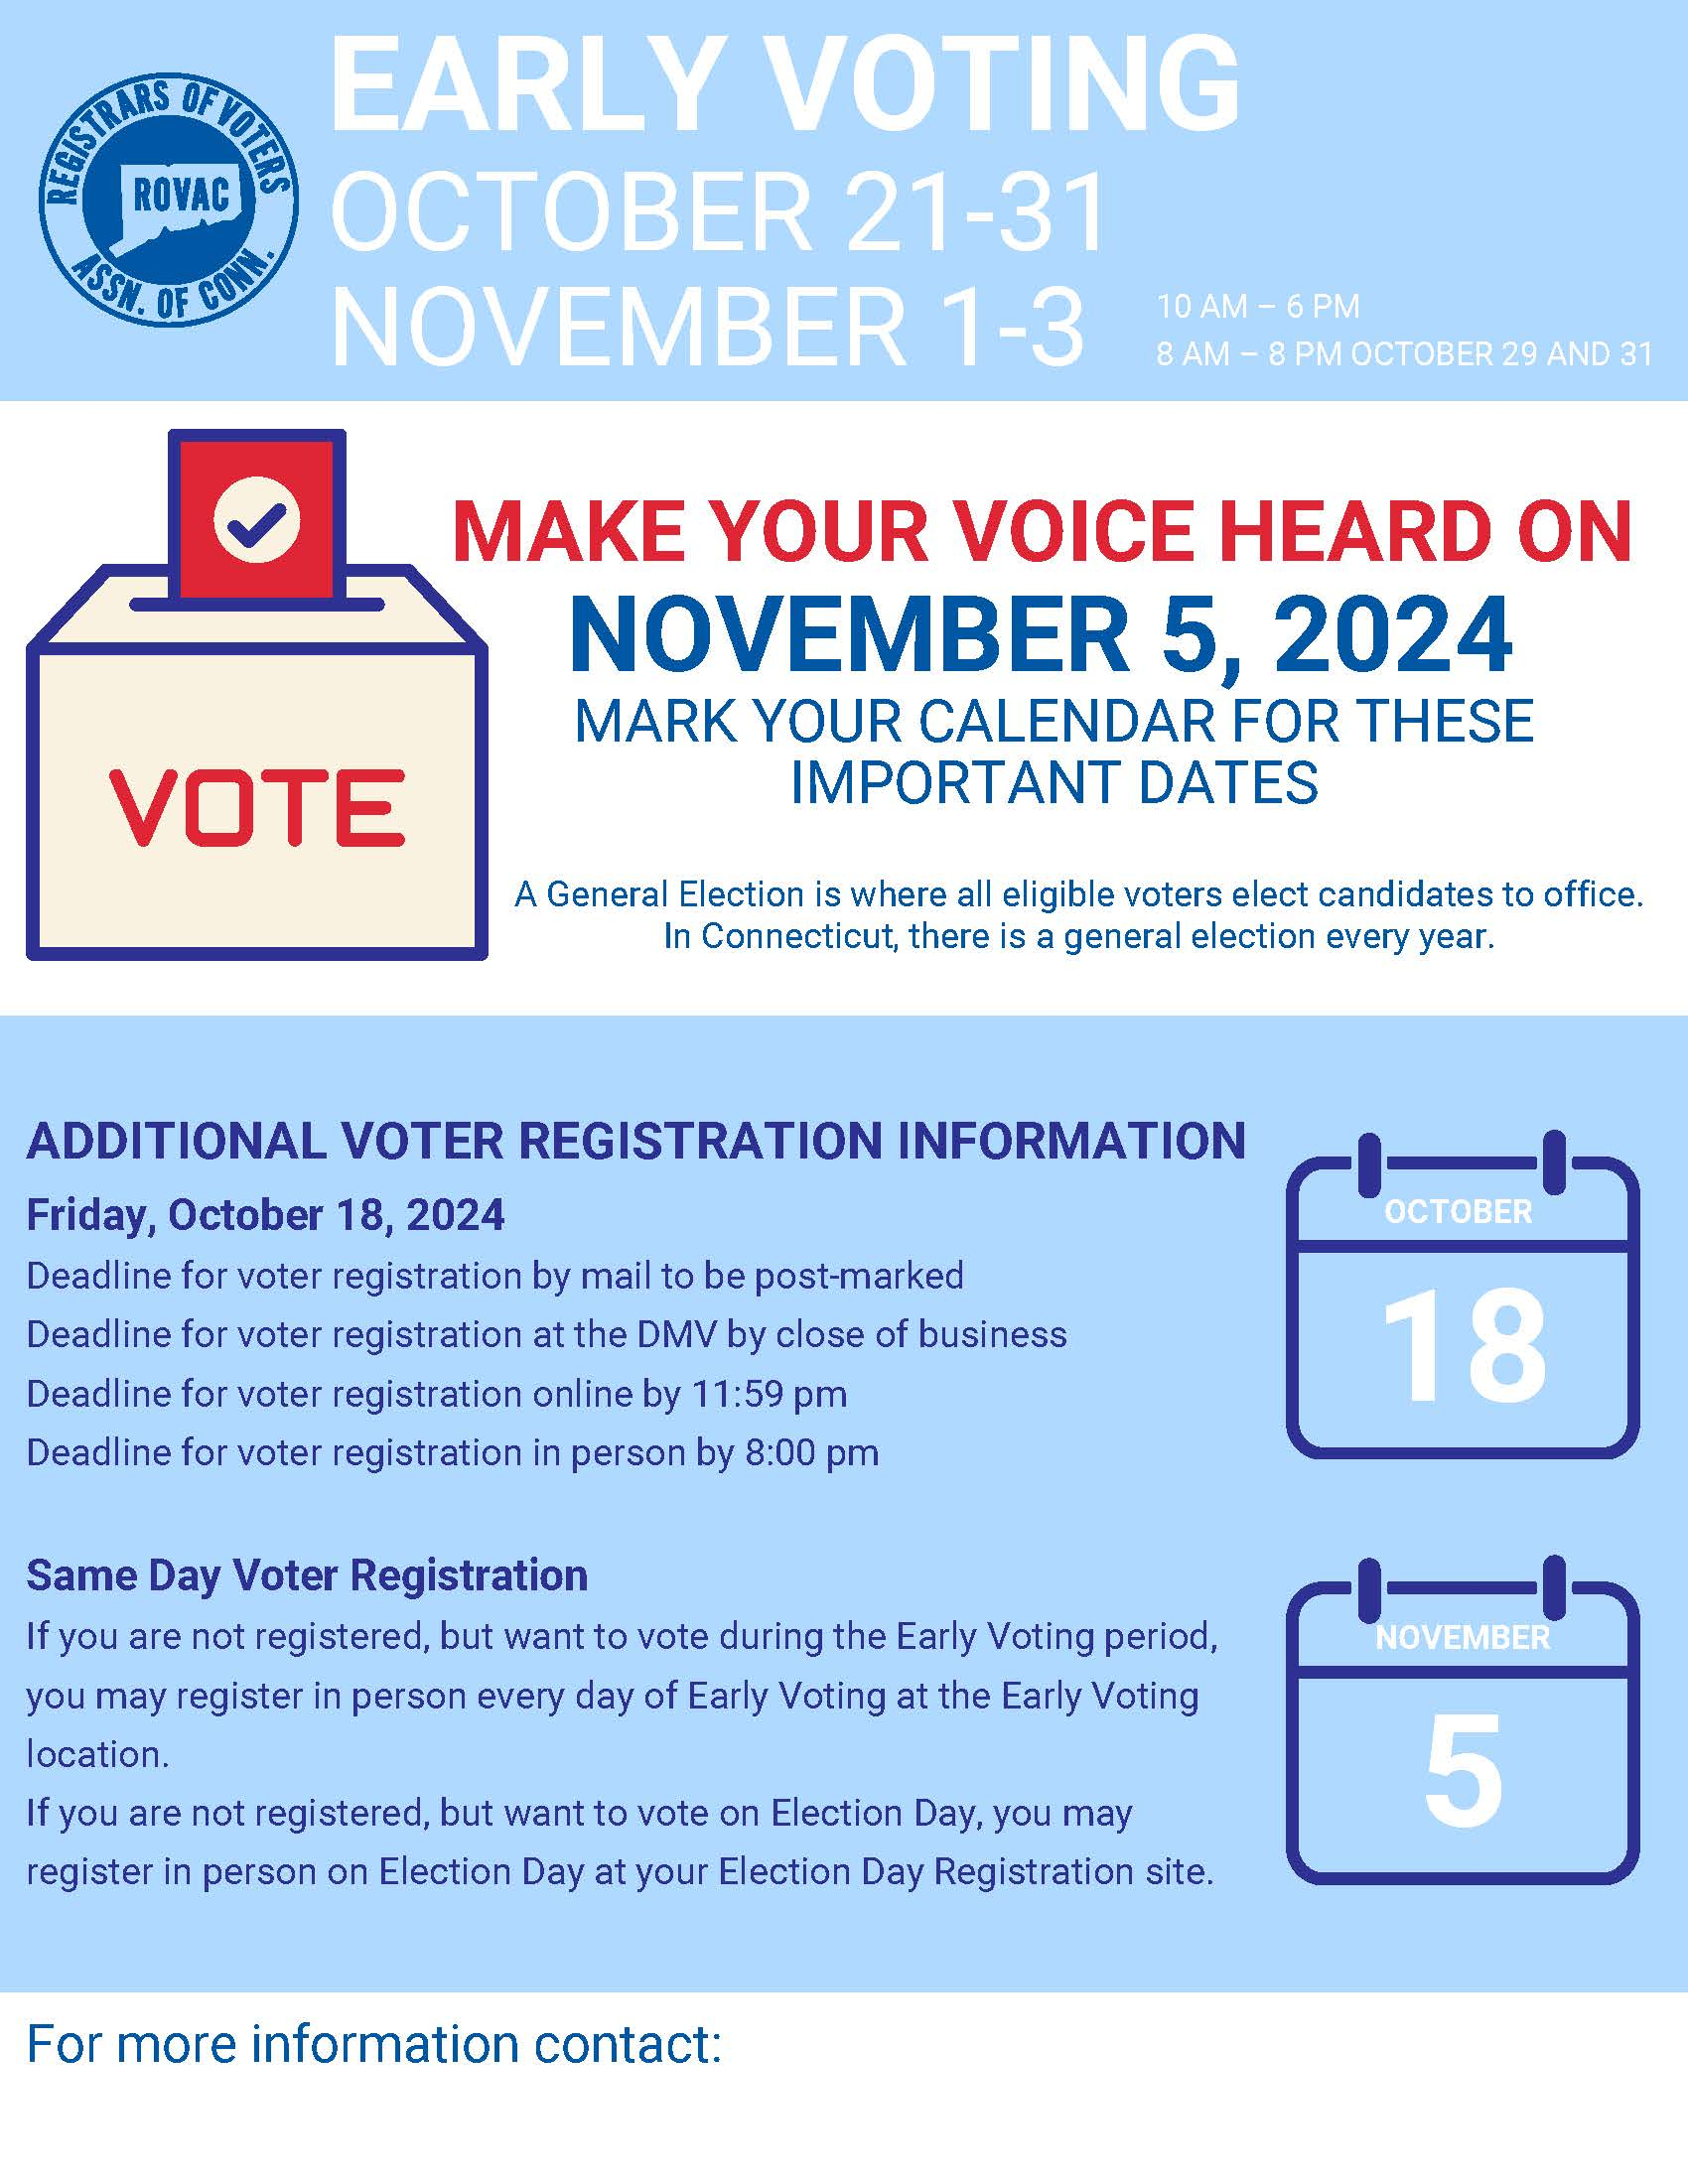 REGISTRARS OF VOTERS
ROVAC
ASSN. OF CONN.
EARLY VOTING
OCTOBER 21-31
NOVEMBER 1-3
10 AM – 6 PM
8 AM – 8 PM OCTOBER 29 AND 31
VOTE
MAKE YOUR VOICE HEARD ON
NOVEMBER 5, 2024
MARK YOUR CALENDAR FOR THESE
IMPORTANT DATES
A General Election is where all eligible voters elect candidates to office.
In Connecticut, there is a general election every year.
ADDITIONAL VOTER REGISTRATION INFORMATION
Friday, October 18, 2024
Deadline for voter registration by mail to be post-marked
Deadline for voter registration at the DMV by close of business
Deadline for voter registration online by 11:59 pm
Deadline for voter registration in person by 8:00 pm
OCTOBER
18
Same Day Voter Registration
If you are not registered, but want to vote during the Early Voting period,
you may register in person every day of Early Voting at the Early Voting
location.
If you are not registered, but want to vote on Election Day, you may
register in person on Election Day at your Election Day Registration site.
NOVEMBER
5
For more information contact: